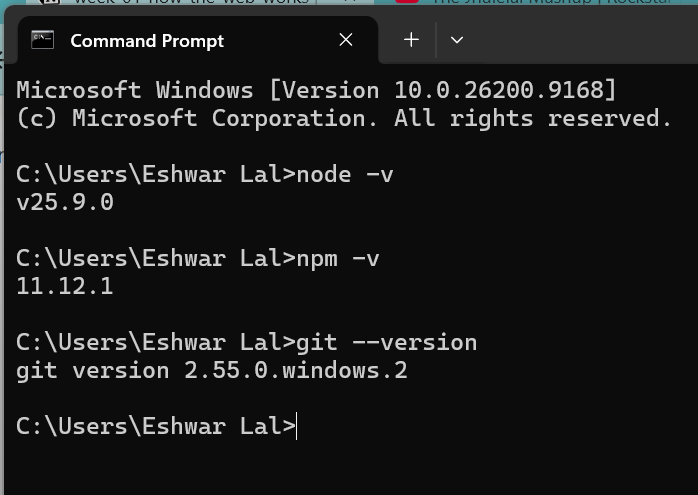 Command Prompt
Microsoft Windows [Version 10.0.26200.9168]
(c) Microsoft Corporation. All rights reserved.
C:\Users\Eshwar Lal>node -v
v25.9.0
C:\Users\Eshwar Lal>npm -v
11.12.1
C:\Users\Eshwar Lal>git --version
git version 2.55.0.windows.2
C:\Users\Eshwar Lal>